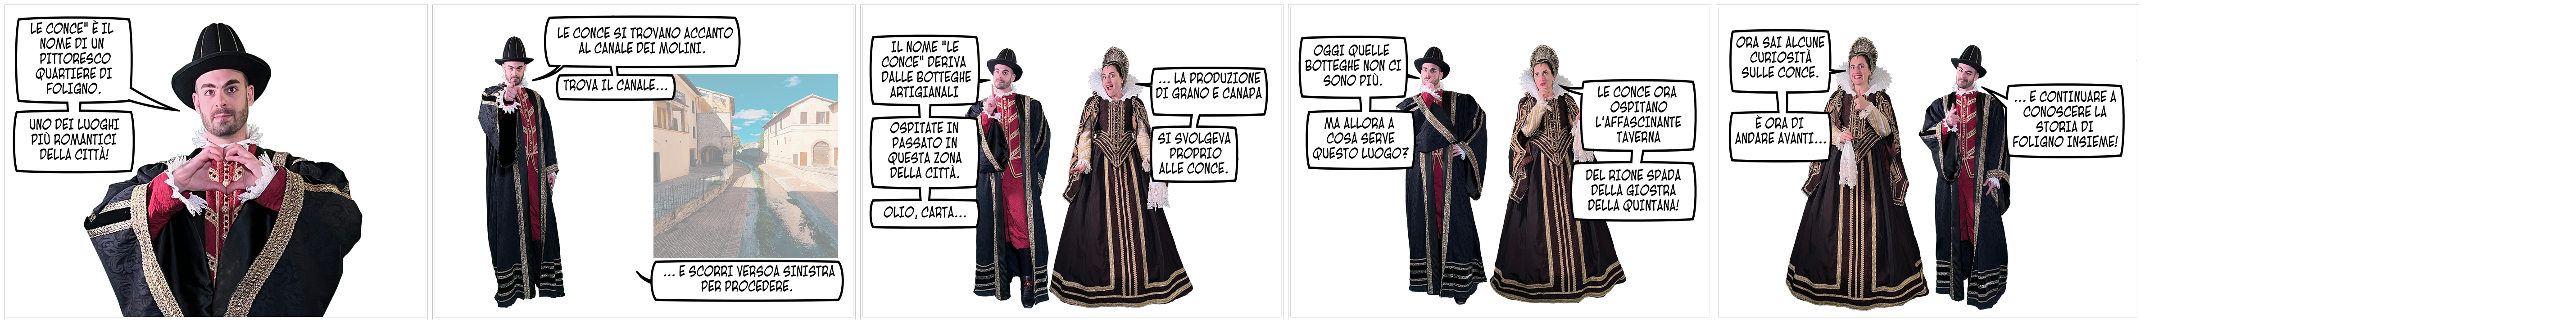 LE CONCE" È IL
NOME DI UN
PITTORESCO
QUARTIERE DI
FOLIGNO.
UNO DEI LUOGHI
PIÙ ROMANTICI
DELLA CITTÀ!
LE CONCE SI TROVANO ACCANTO
AL CANALE DEI MOLINI.
TROVA IL CANALE...
... E SCORRI VERSOA SINISTRA
PER PROCEDERE.
IL NOME "LE
CONCE" DERIVA
DALLE BOTTEGHE
ARTIGIANALI
OSPITATE IN
PASSATO IN
QUESTA ZONA
DELLA CITTÀ.
OLIO, CARTA...
... LA PRODUZIONE
DI GRANO E CANAPA
SI SVOLGEVA
PROPRIO
ALLE CONCE.
OGGI QUELLE
BOTTEGHE NON CI
SONO PIÙ.
MA ALLORA A
COSA SERVE
QUESTO LUOGO?
LE CONCE ORA
OSPITANO
L'AFFASCINANTE
TAVERNA
DEL RIONE SPADA
DELLA GIOSTRA
DELLA QUINTANA!
ORA SAI ALCUNE
CURIOSITÀ
SULLE CONCE.
È ORA DI
ANDARE AVANTI...
... E CONTINUARE A
CONOSCERE LA
STORIA DI
FOLIGNO INSIEME!